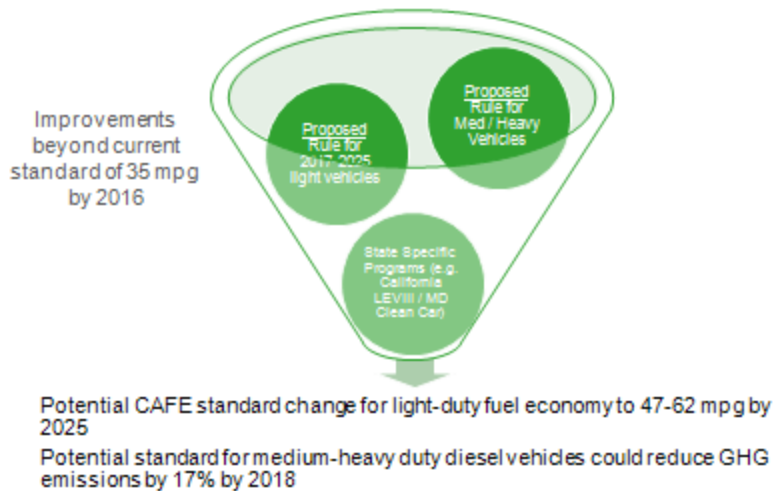 Improvements
beyond current
standard of 35 mpg
by 2016
Proposed
Rule for
2017-2025
light vehicles
Proposed
Rule for
Med / Heavy
Vehicles
State Specific
Programs (e.g.
California
LEVIII / MD
Clean Car)
Potential CAFE standard change for light-duty fuel economy to 47-62 mpg by
2025
Potential standard for medium-heavy duty diesel vehicles could reduce GHG
emissions by 17% by 2018